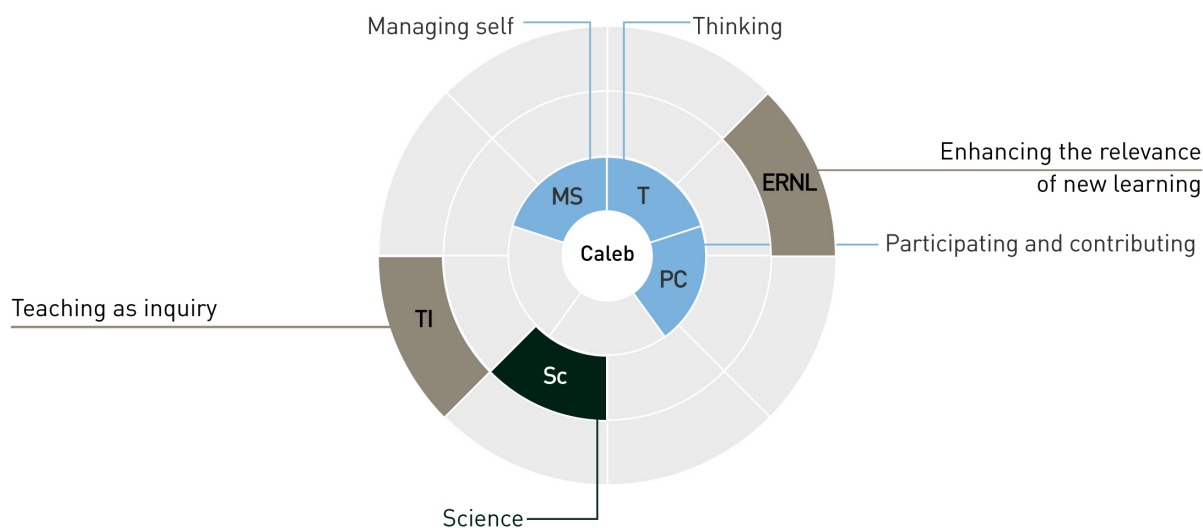 Managing self
Thinking
Enhancing the relevance
of new learning
MS
T
ERNL
Participating and contributing
Caleb
PC
Teaching as inquiry
TI
Sc
Science